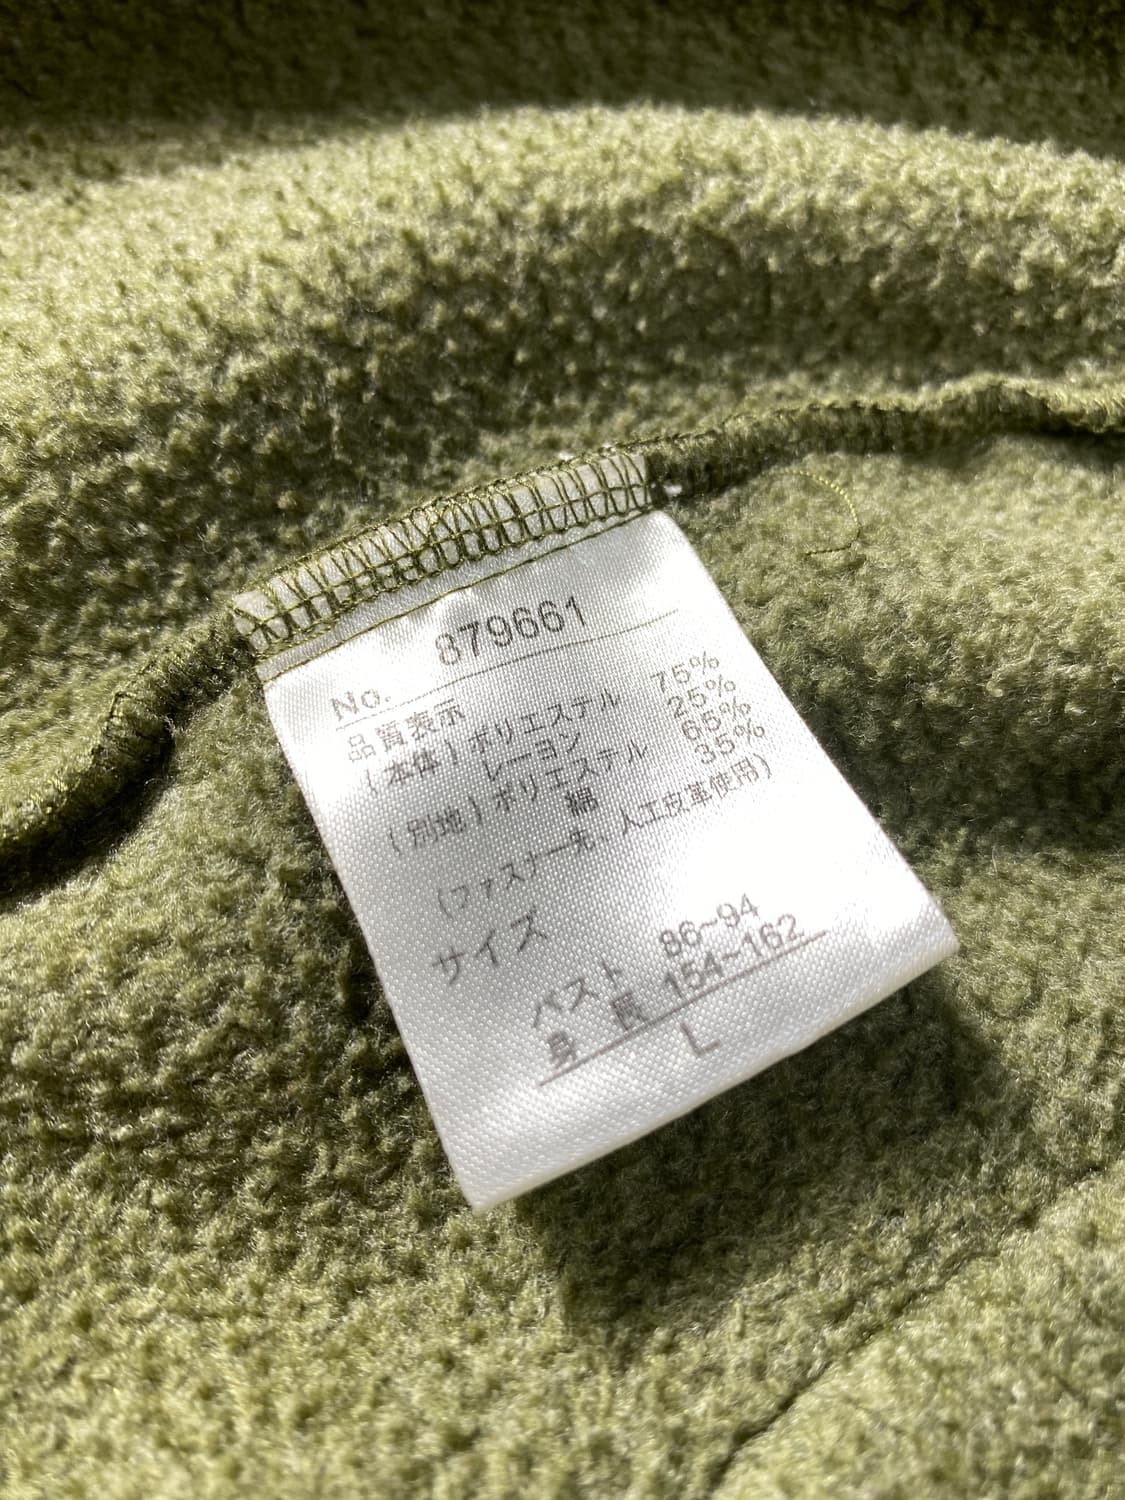 No. 879661
品質表示
(本体)ポリエステル 75%
レーヨン 25%
(別地)ポリエステル 65%
綿 35%
(ファスナー先、人工皮革使用)
サイズ
バスト 86~94
身 長 154~162
L